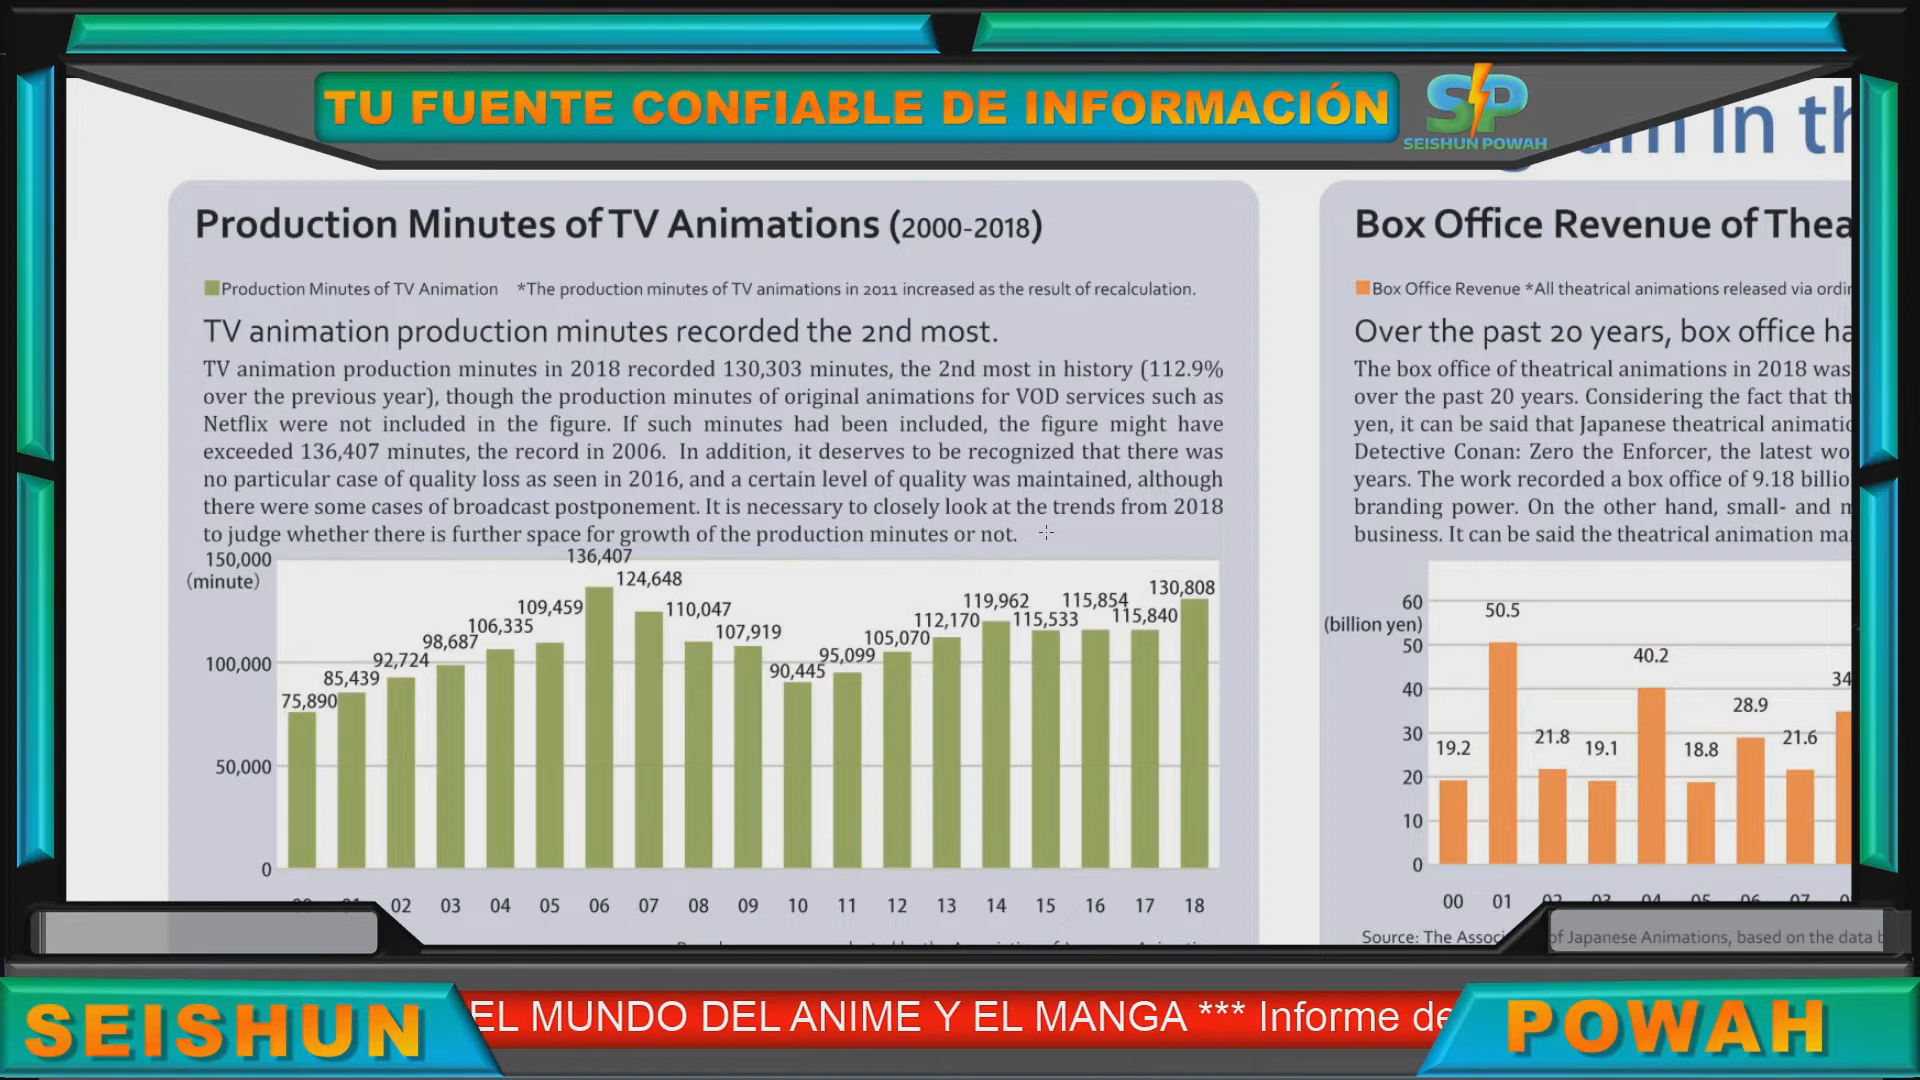 TU FUENTE CONFIABLE DE INFORMACIÓN
SP
SEISHUN POWAH
in th
Production Minutes of TV Animations (2000-2018)
Production Minutes of TV Animation *The production minutes of TV animations in 2011 increased as the result of recalculation.
TV animation production minutes recorded the 2nd most.
TV animation production minutes in 2018 recorded 130,303 minutes, the 2nd most in history (112.9%
over the previous year), though the production minutes of original animations for VOD services such as
Netflix were not included in the figure. If such minutes had been included, the figure might have
exceeded 136,407 minutes, the record in 2006. In addition, it deserves to be recognized that there was
no particular case of quality loss as seen in 2016, and a certain level of quality was maintained, although
there were some cases of broadcast postponement. It is necessary to closely look at the trends from 2018
to judge whether there is further space for growth of the production minutes or not.
150,000
(minute)
100,000
50,000
0
75,890
85,439
92,724
98,687
106,335
109,459
136,407
124,648
110,047
107,919
90,445
95,099
105,070
112,170
119,962
115,533
115,854
115,840
130,808
02 03 04 05 06 07 08 09 10 11 12 13 14 15 16 17 18
Box Office Revenue of Thea
Box Office Revenue *All theatrical animations released via ordi
Over the past 20 years, box office ha
The box office of theatrical animations in 2018 was
over the past 20 years. Considering the fact that th
yen, it can be said that Japanese theatrical animatio
Detective Conan: Zero the Enforcer, the latest wo
years. The work recorded a box office of 9.18 billio
branding power. On the other hand, small- and m
business. It can be said the theatrical animation ma
60
(billion yen)
50
40
30
20
10
0
19.2
50.5
21.8
19.1
40.2
18.8
28.9
21.6
34
00 01 02 03 04 05 06 07
Source: The Assoc of Japanese Animations, based on the data b
SEISHUN
EL MUNDO DEL ANIME Y EL MANGA *** Informe de
POWAH